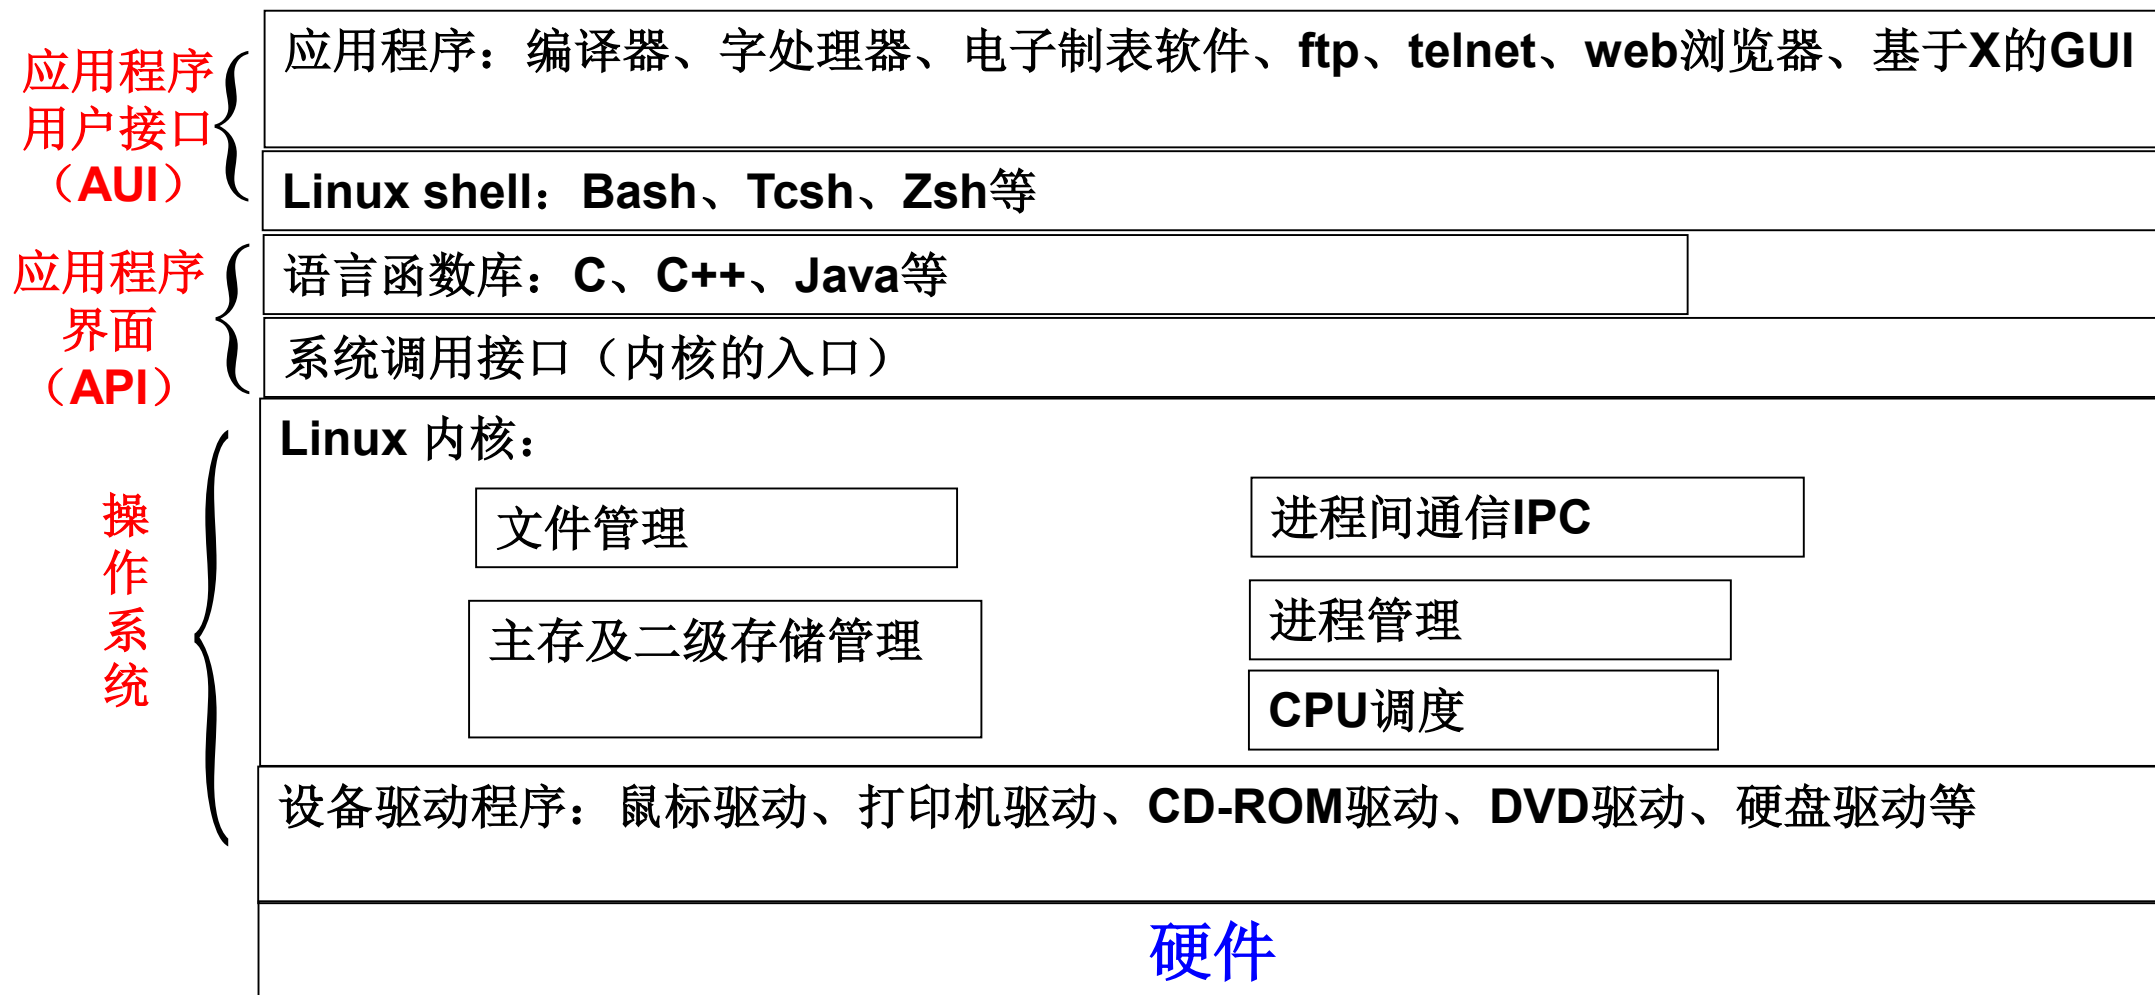 应用程序：编译器、字处理器、电子制表软件、ftp、telnet、web浏览器、基于X的GUI
应用程序
用户接口
（AUI）
Linux shell：Bash、Tcsh、Zsh等
应用程序
界面
（API）
语言函数库：C、C++、Java等
系统调用接口（内核的入口）
Linux 内核：
操
作
系
统
文件管理
进程间通信IPC
主存及二级存储管理
进程管理
CPU调度
设备驱动程序：鼠标驱动、打印机驱动、CD-ROM驱动、DVD驱动、硬盘驱动等
硬件